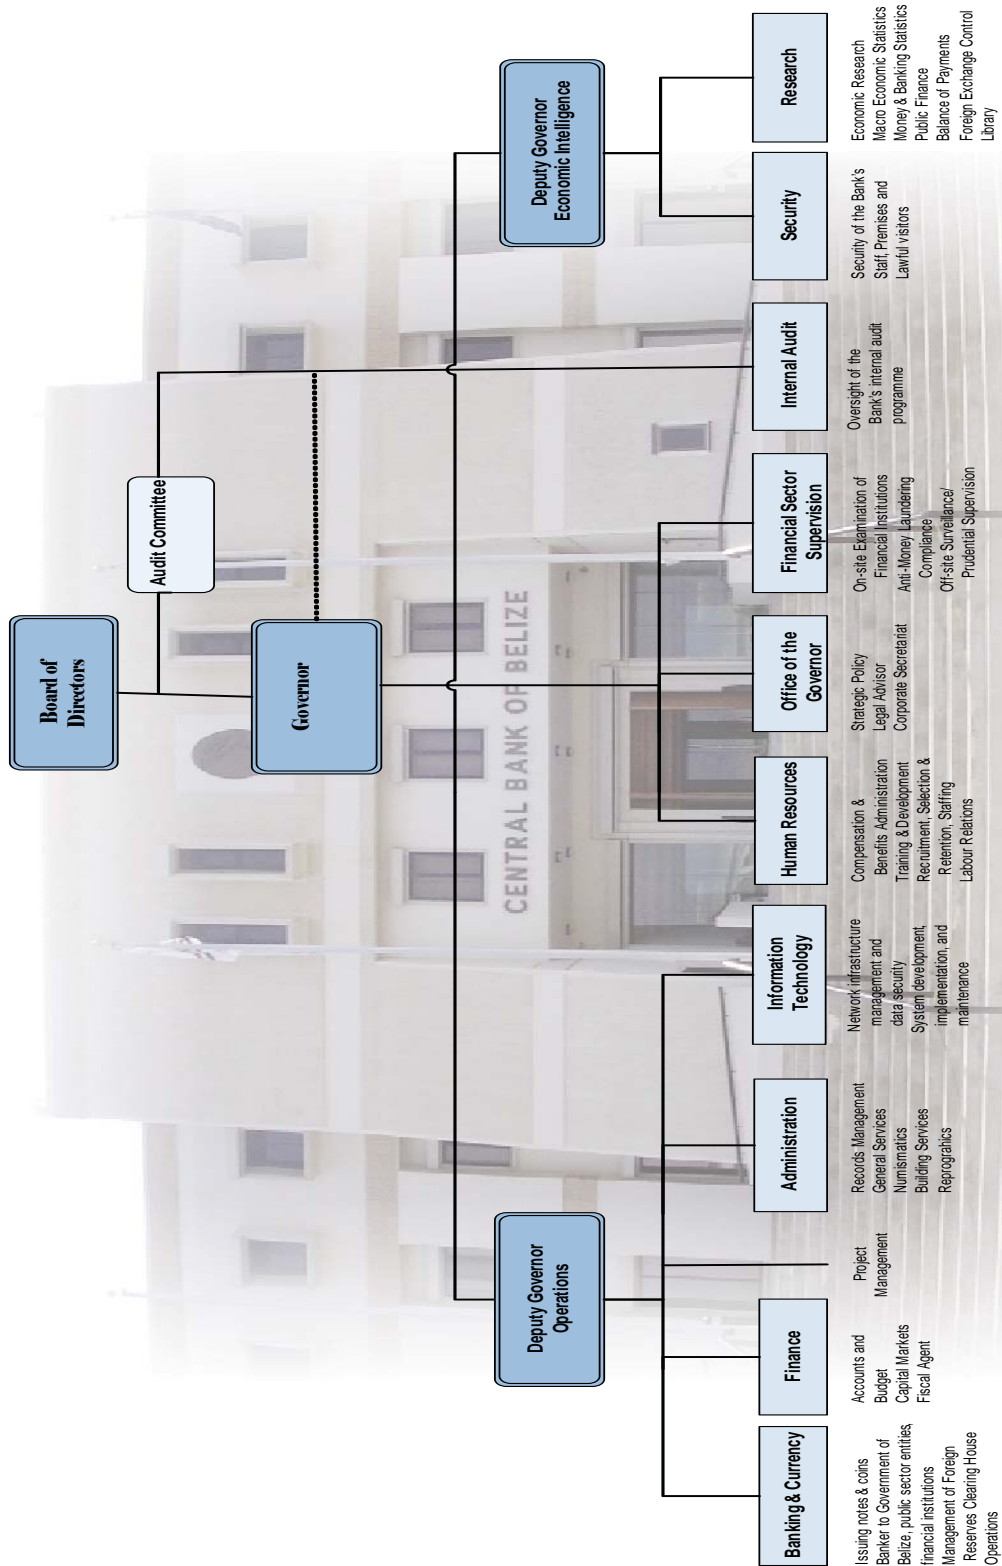 Board of
Directors
Audit Committee
Governor
CENTRAL BANK OF BELIZE
Deputy Governor
Operations
Deputy Governor
Economic Intelligence
Banking & Currency
Issuing notes & coins
Banker to Government of
Belize, public sector entities,
financial institutions
Management of Foreign
Reserves Clearing House
Operations
Finance
Accounts and
Budget
Capital Markets
Fiscal Agent
Project
Management
Administration
Records Management
General Services
Numismatics
Building Services
Reprograhics
Information
Technology
Network infrastructure
management and
data security
System development,
implementation, and
maintenance
Human Resources
Compensation &
Benefits Administration
Training & Development
Recruitment, Selection &
Retention, Staffing
Labour Relations
Office of the
Governor
Strategic Policy
Legal Advisor
Corporate Secretariat
Financial Sector
Supervision
On-site Examination of
Financial Institutions
Anti-Money Laundering
Compliance
Off-site Surveillance/
Prudential Supervision
Internal Audit
Oversight of the
Bank's internal audit
programme
Security
Security of the Bank's
Staff, Premises and
Lawful visitors
Research
Economic Research
Macro Economic Statistics
Money & Banking Statistics
Public Finance
Balance of Payments
Foreign Exchange Control
Library